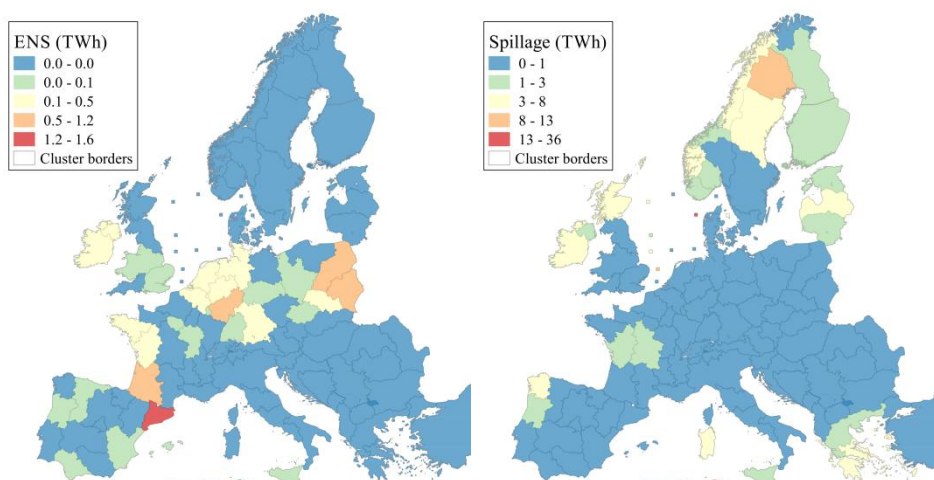 ENS (TWh)
0.0 - 0.0
0.0 - 0.1
0.1 - 0.5
0.5 - 1.2
1.2 - 1.6
Cluster borders
Spillage (TWh)
0 - 1
1 - 3
3 - 8
8 - 13
13 - 36
Cluster borders